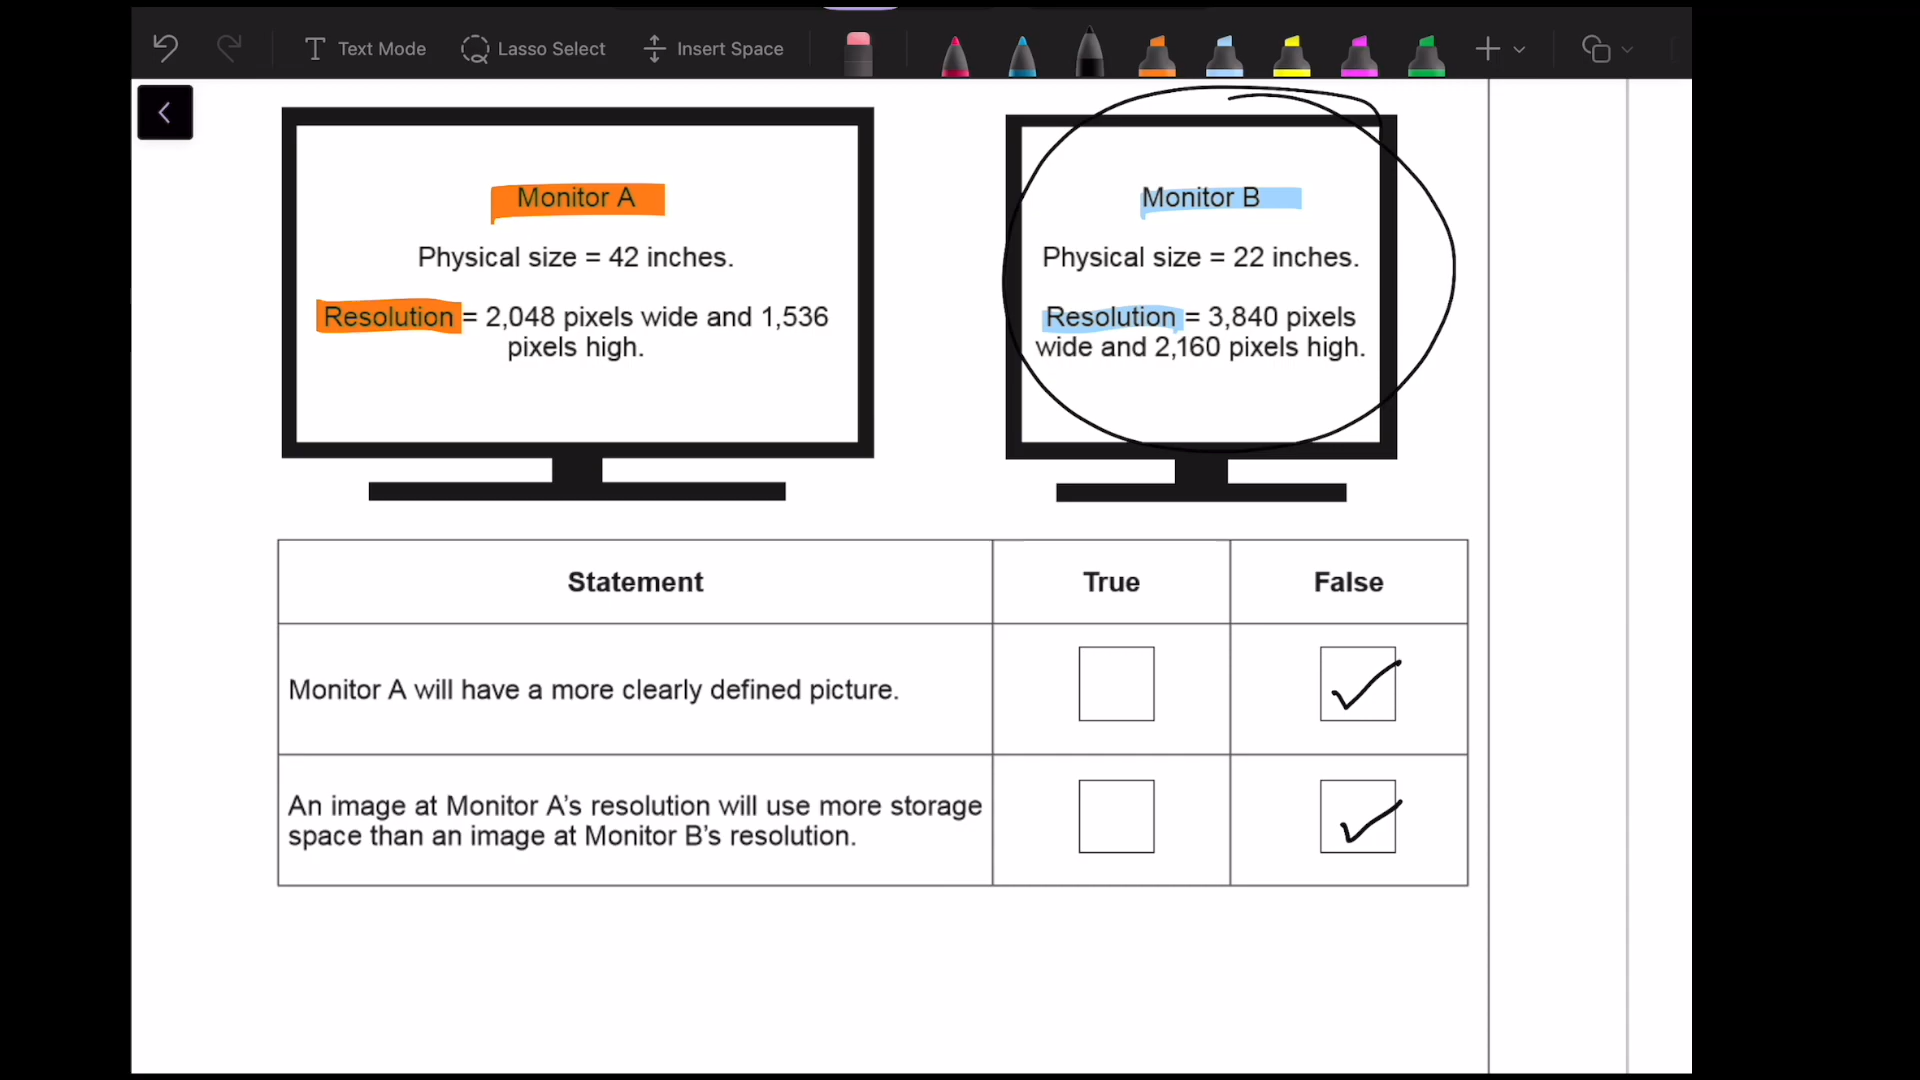 Text Mode Lasso Select Insert Space
Monitor A
Physical size = 42 inches.
Resolution = 2,048 pixels wide and 1,536
pixels high.
Monitor B
Physical size = 22 inches.
Resolution = 3,840 pixels
wide and 2,160 pixels high.
Statement True False
Monitor A will have a more clearly defined picture.
An image at Monitor A’s resolution will use more storage
space than an image at Monitor B’s resolution.